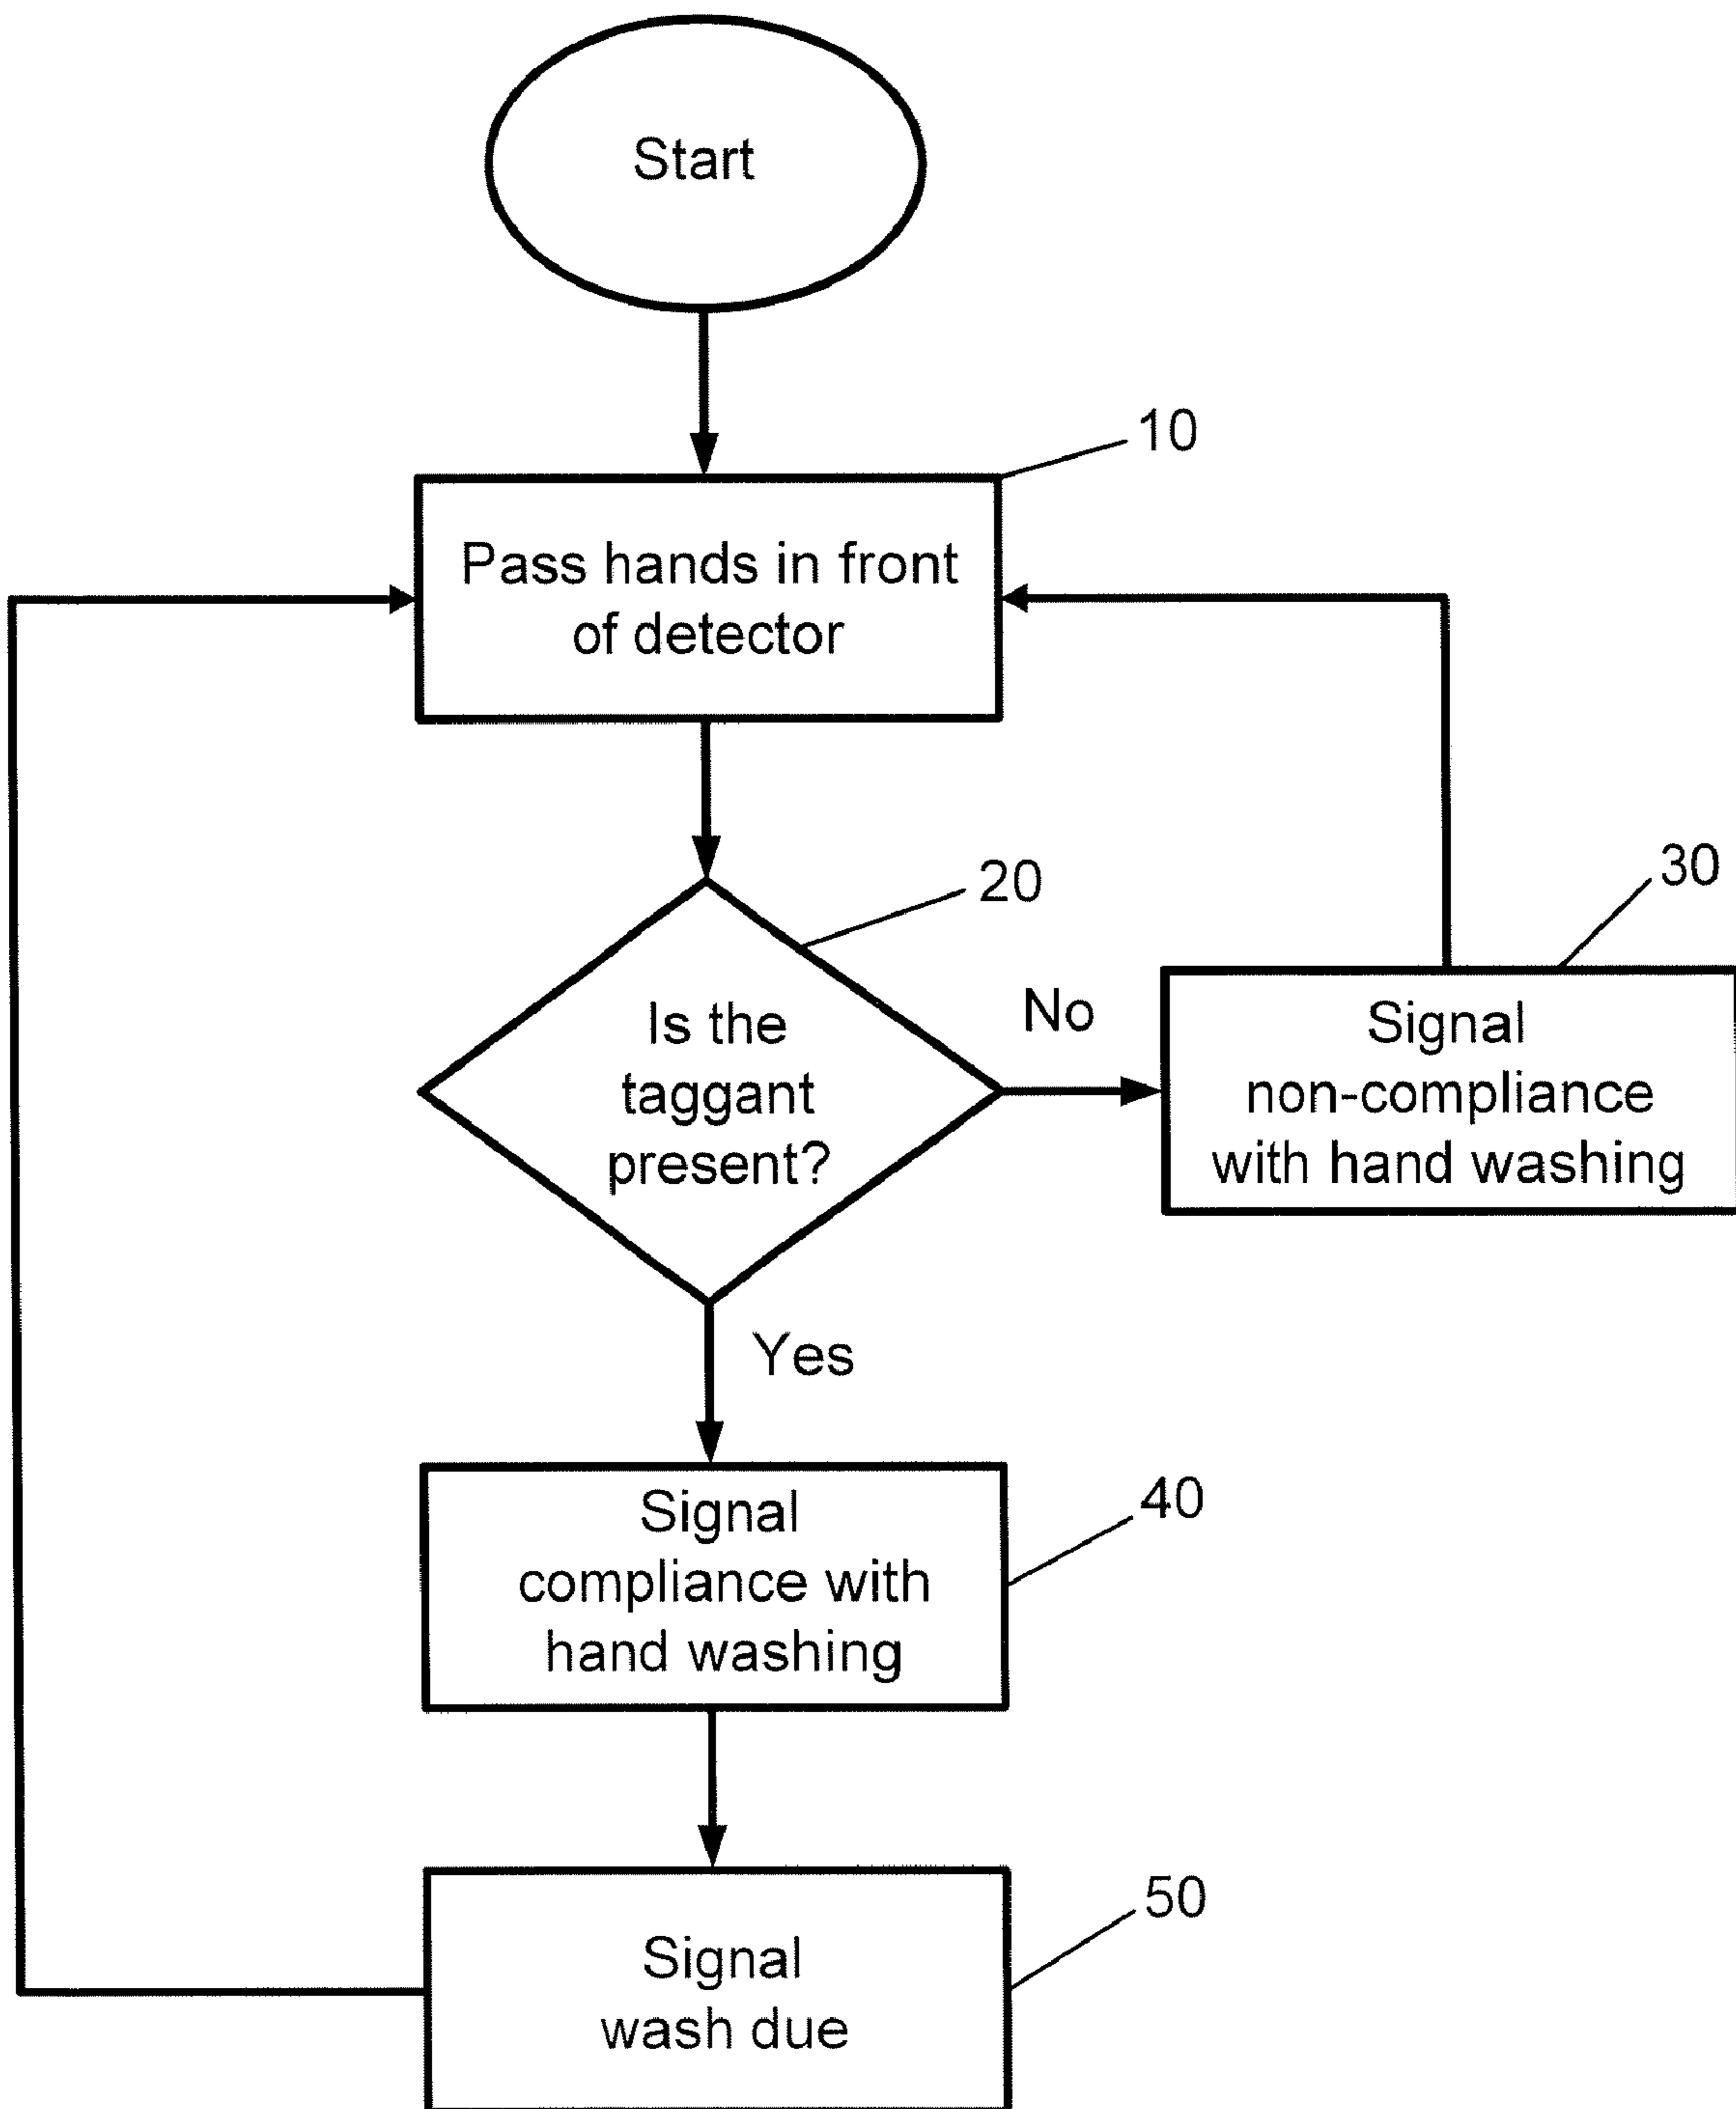 Start
10
Pass hands in front
of detector
20
Is the
taggant
present?
No
30
Signal
non-compliance
with hand washing
Yes
40
Signal
compliance with
hand washing
50
Signal
wash due